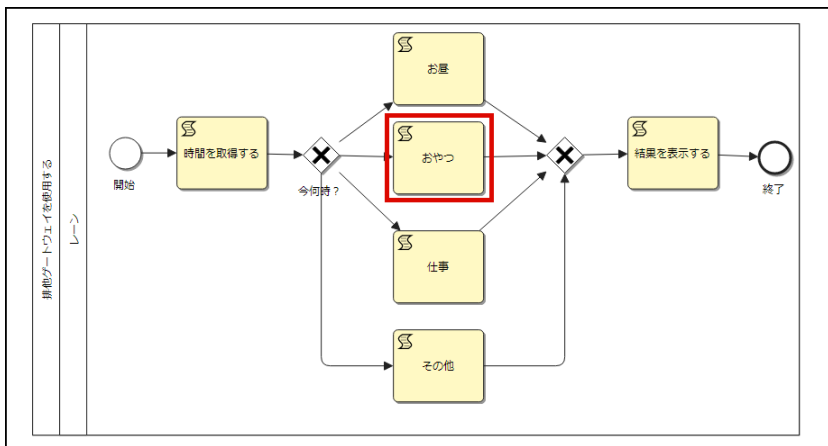 排他ゲートウェイを使用する
レーン
開始
時間を取得する
今何時？
お昼
おやつ
仕事
その他
結果を表示する
終了